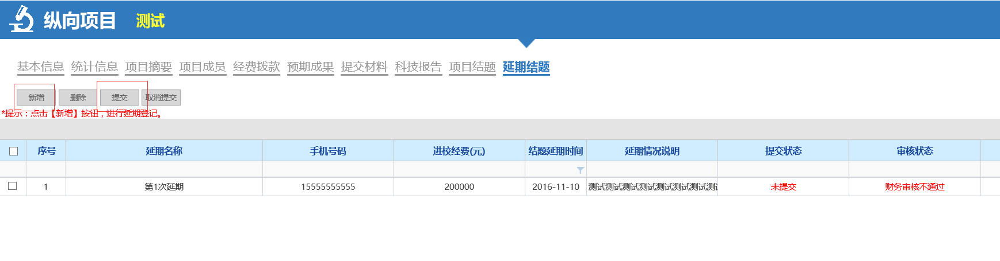 纵向项目 测试
基本信息 统计信息 项目摘要 项目成员 经费拨款 预期成果 提交材料 科技报告 项目结题 延期结题
新增 删除 提交 取消提交
*提示：点击【新增】按钮，进行延期登记。
序号 延期名称 手机号码 进校经费(元) 结题延期时间 延期情况说明 提交状态 审核状态
1 第1次延期 15555555555 200000 2016-11-10 测试测试测试测试测试测试测试测 未提交 财务审核不通过